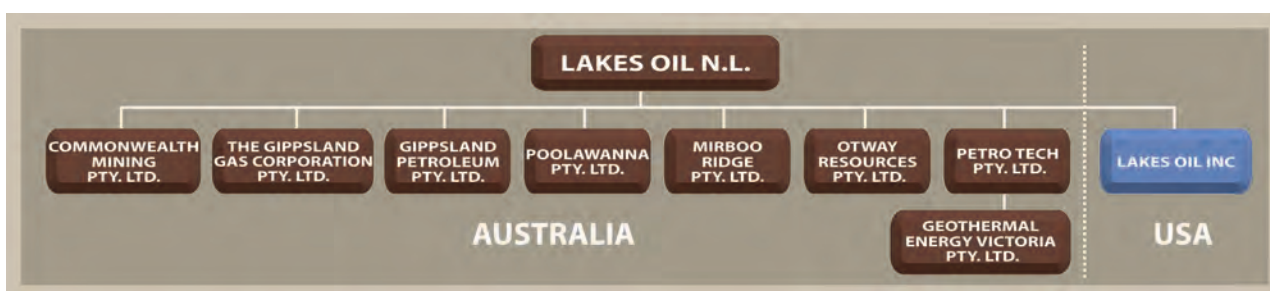 LAKES OIL N.L.
COMMONWEALTH
MINING
PTY. LTD.
THE GIPPSLAND
GAS CORPORATION
PTY. LTD.
GIPPSLAND
PETROLEUM
PTY. LTD.
POOLAWANNA
PTY. LTD.
MIRBOO
RIDGE
PTY. LTD.
OTWAY
RESOURCES
PTY. LTD.
PETRO TECH
PTY. LTD.
LAKES OIL INC
GEOTHERMAL
ENERGY VICTORIA
PTY. LTD.
AUSTRALIA
USA